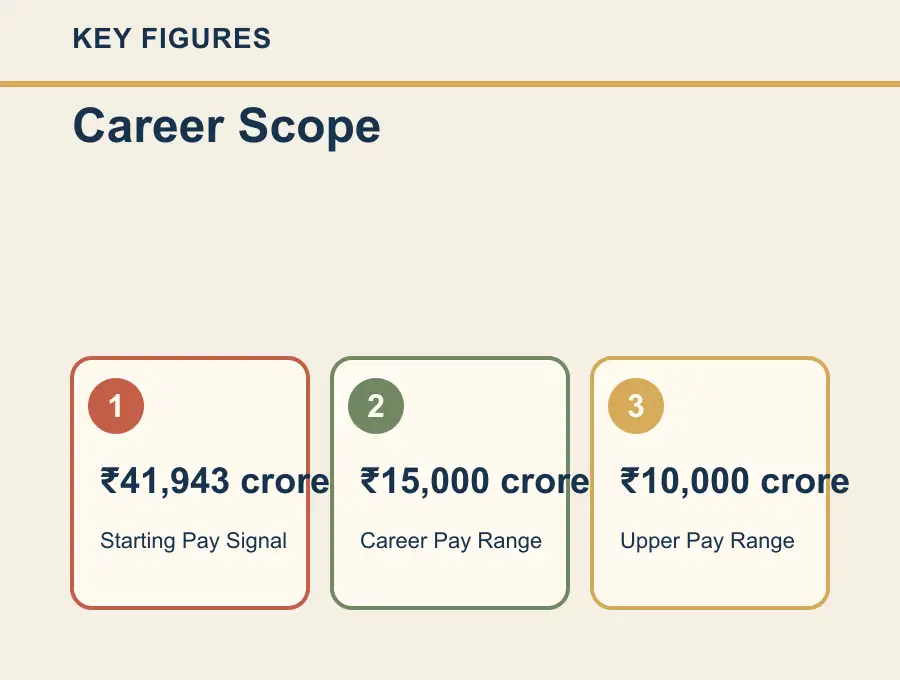 KEY FIGURES
Career Scope
1
2
3
₹41,943 crore
₹15,000 crore
₹10,000 crore
Starting Pay Signal
Career Pay Range
Upper Pay Range